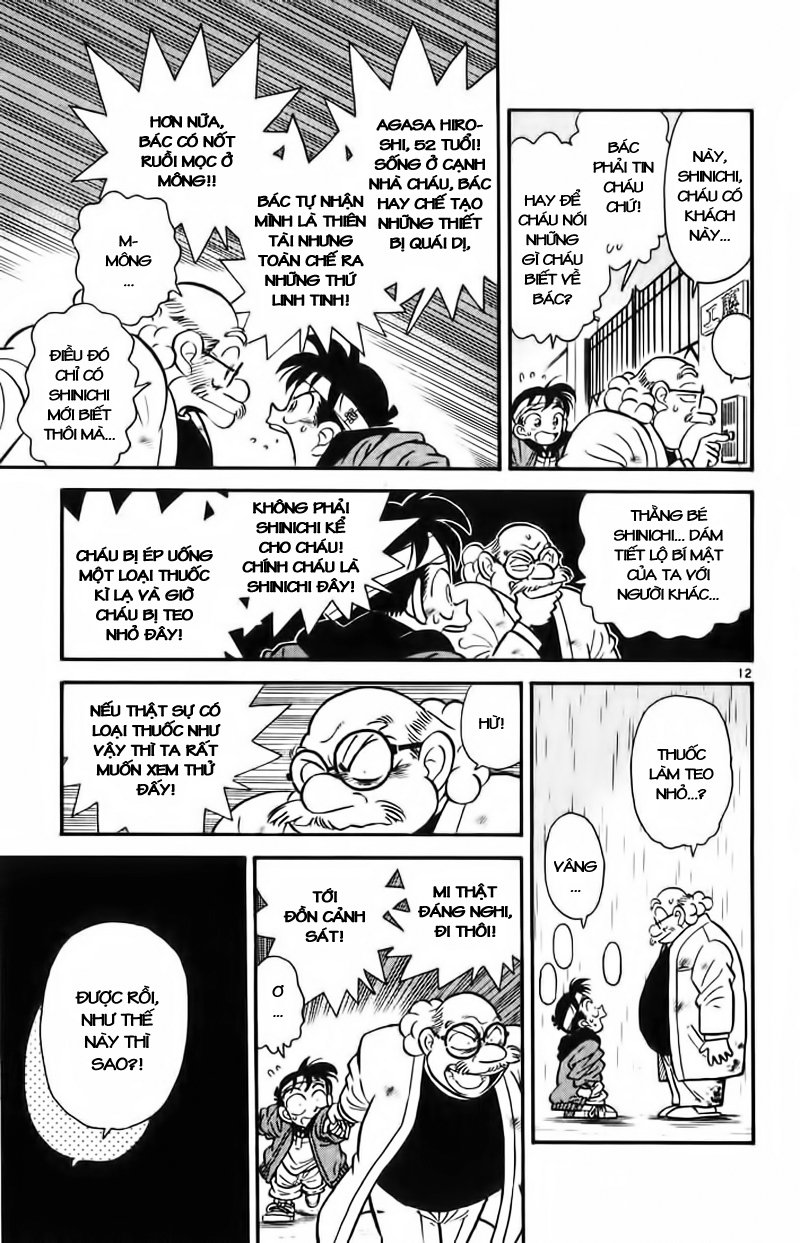 NÀY,
SHINICHI,
CHÁU CÓ
KHÁCH
NÀY...
BÁC
PHẢI TIN
CHÁU
CHỨ!
HAY ĐỂ
CHÁU NÓI
NHỮNG
GÌ CHÁU
BIẾT VỀ
BÁC?
工藤
AGASA HIRO-
SHI, 52 TUỔI!
SỐNG Ở CẠNH
NHÀ CHÁU, BÁC
HAY CHẾ TẠO
NHỮNG THIẾT
BỊ QUÁI DỊ,
BÁC TỰ NHẬN
MÌNH LÀ THIÊN
TÀI NHƯNG
TOÀN CHẾ RA
NHỮNG THỨ
LINH TINH!
HƠN NỮA,
BÁC CÓ NỐT
RUỒI MỌC Ở
MÔNG!!
M-
MÔNG
...
ĐIỀU ĐÓ
CHỈ CÓ
SHINICHI
MỚI BIẾT
THÔI MÀ...
THẰNG BÉ
SHINICHI... DÁM
TIẾT LỘ BÍ MẬT
CỦA TA VỚI
NGƯỜI KHÁC...
KHÔNG PHẢI
SHINICHI KỂ
CHO CHÁU!
CHÍNH CHÁU LÀ
SHINICHI ĐÂY!
CHÁU BỊ ÉP UỐNG
MỘT LOẠI THUỐC
KÌ LẠ VÀ GIỜ
CHÁU BỊ TEO
NHỎ ĐÂY!
12
THUỐC
LÀM TEO
NHỎ...?
VÂNG
...
HỪ!
NẾU THẬT SỰ CÓ
LOẠI THUỐC NHƯ
VẬY THÌ TA RẤT
MUỐN XEM THỬ
ĐẤY!
MI THẬT
ĐÁNG NGHI,
ĐI THÔI!
TỚI
ĐỒN CẢNH
SÁT!
Ơ
...
ĐƯỢC RỒI,
NHƯ THẾ
NÀY THÌ
SAO?!